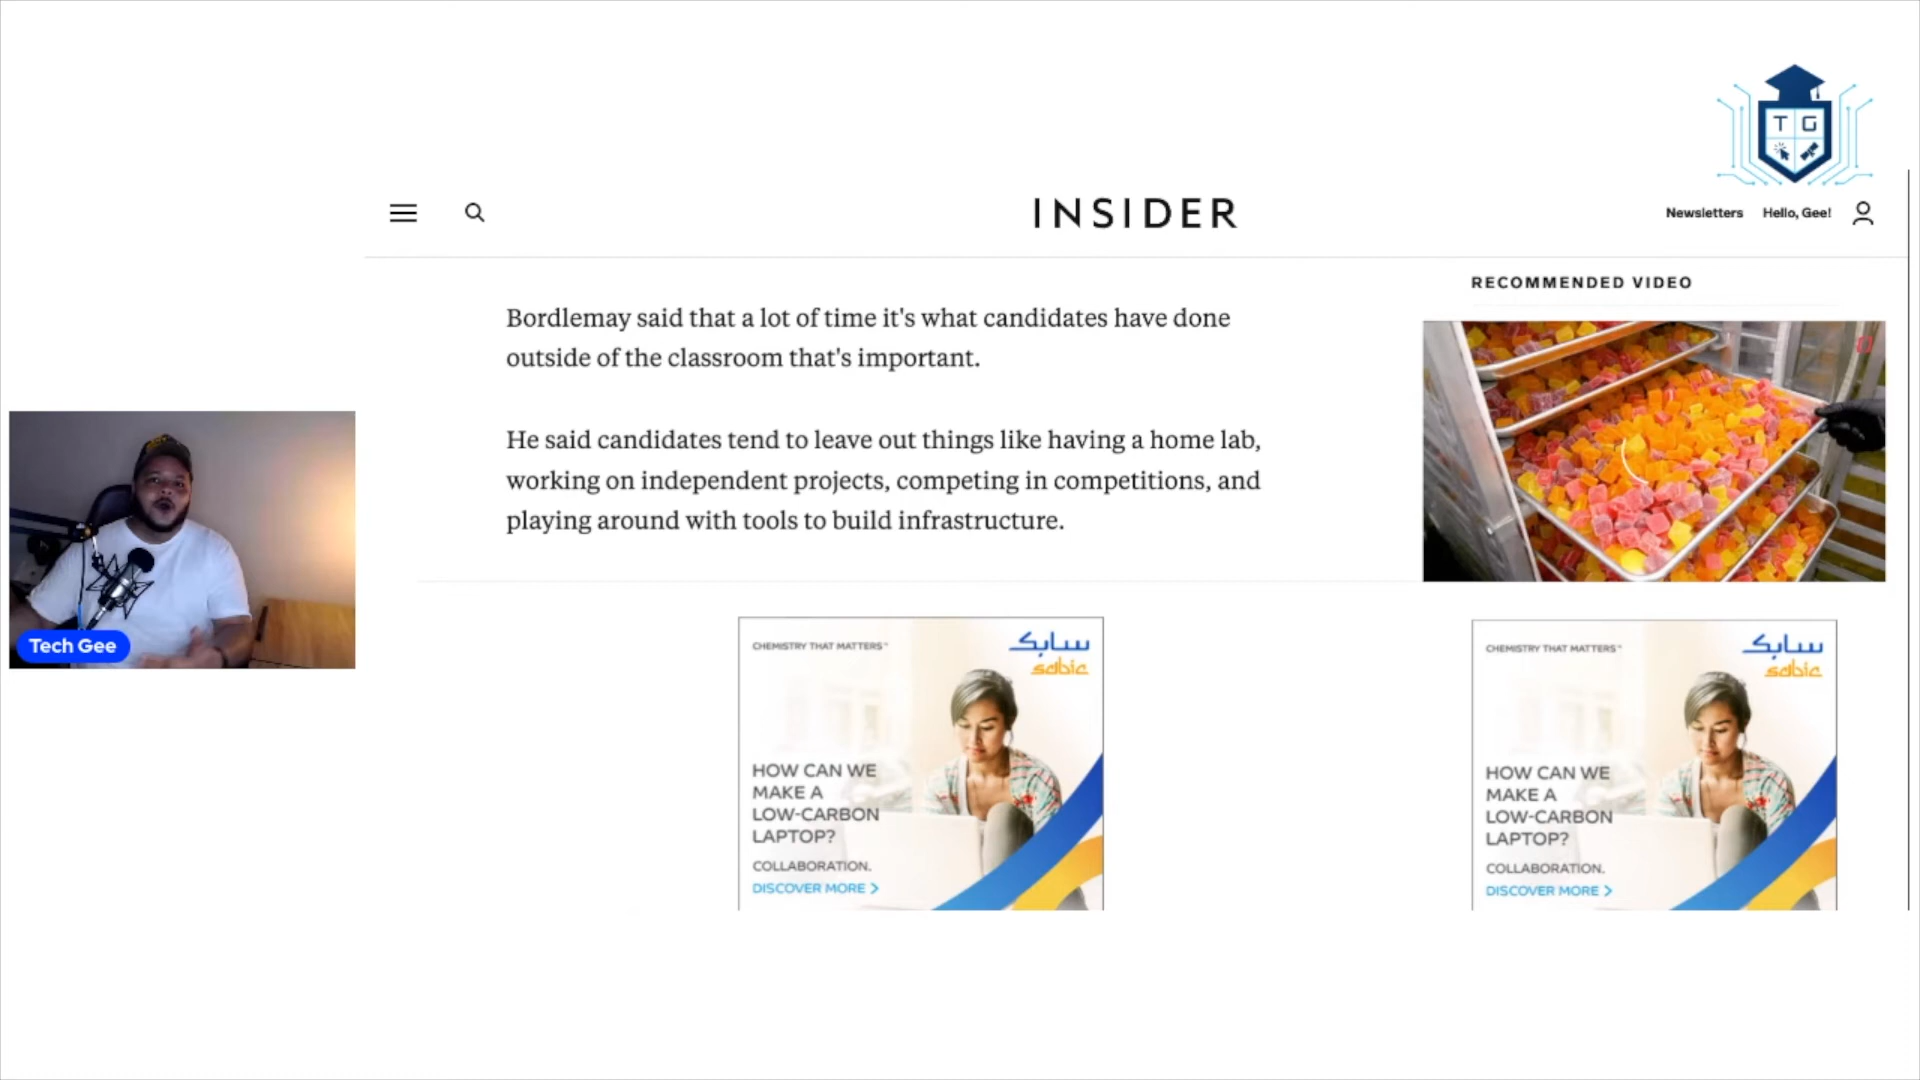 T G
INSIDER
Newsletters Hello, Gee!
RECOMMENDED VIDEO
Bordlemay said that a lot of time it's what candidates have done
outside of the classroom that's important.
He said candidates tend to leave out things like having a home lab,
working on independent projects, competing in competitions, and
playing around with tools to build infrastructure.
Tech Gee
CHEMISTRY THAT MATTERS™
سابك
sabic
HOW CAN WE
MAKE A
LOW-CARBON
LAPTOP?
COLLABORATION.
DISCOVER MORE >
CHEMISTRY THAT MATTERS™
سابك
sabic
HOW CAN WE
MAKE A
LOW-CARBON
LAPTOP?
COLLABORATION.
DISCOVER MORE >